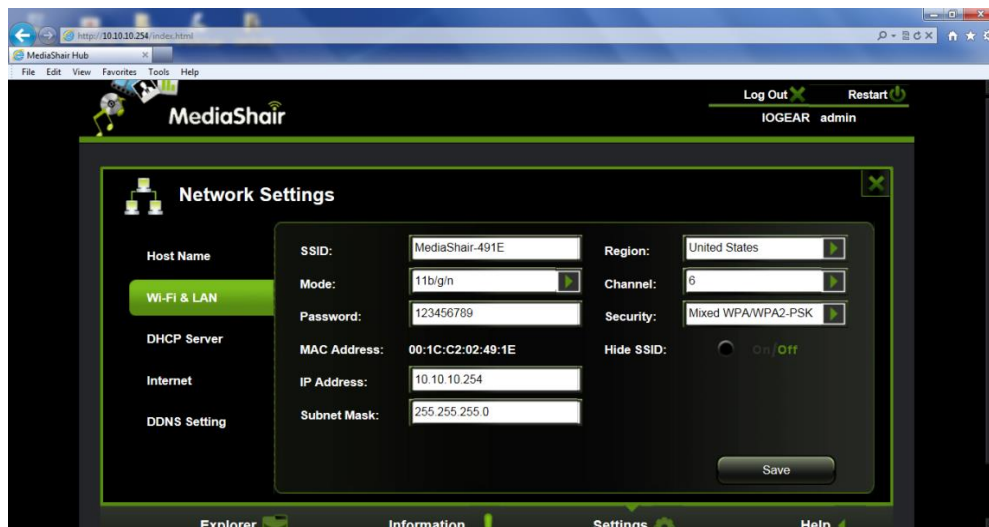 http://10.10.10.254/index.html
MediaShair Hub
File Edit View Favorites Tools Help
MediaShair
Log Out Restart
IOGEAR admin
Network Settings
Host Name
Wi-Fi & LAN
DHCP Server
Internet
DDNS Setting
SSID: MediaShair-491E Region: United States
Mode: 11b/g/n Channel: 6
Password: 123456789 Security: Mixed WPA/WPA2-PSK
MAC Address: 00:1C:C2:02:49:1E Hide SSID: On/Off
IP Address: 10.10.10.254
Subnet Mask: 255.255.255.0
Save
Explorer Information Settings Help